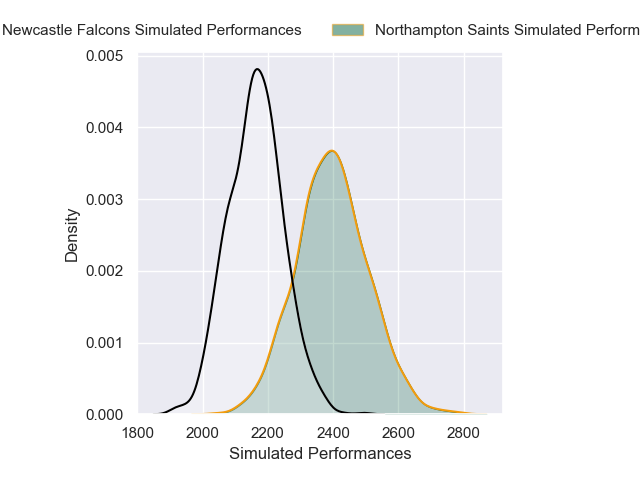 Newcastle Falcons Simulated Performances
Northampton Saints Simulated Perform
0.005
0.004
0.003
0.002
0.001
0.000
Density
1800 2000 2200 2400 2600 2800
Simulated Performances